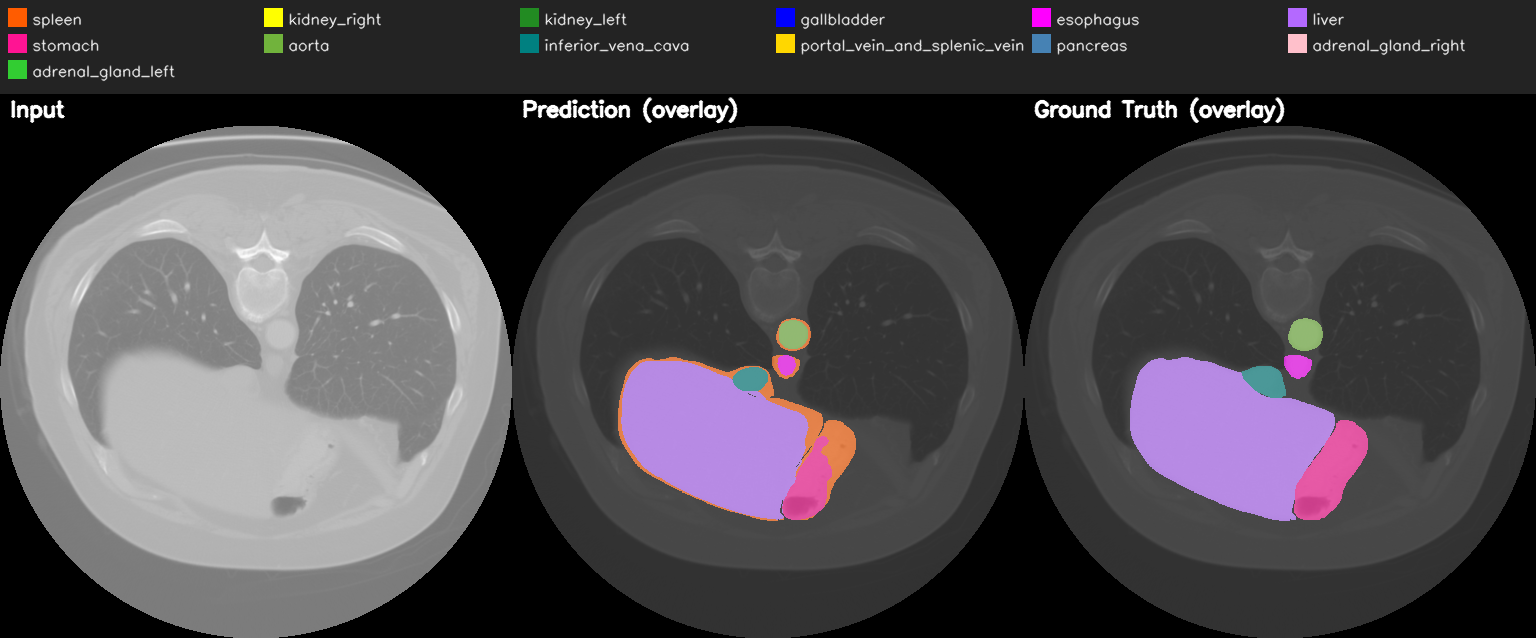 spleen kidney_right kidney_left gallbladder esophagus liver
stomach aorta inferior_vena_cava portal_vein_and_splenic_vein pancreas adrenal_gland_right
adrenal_gland_left
Input Prediction (overlay) Ground Truth (overlay)